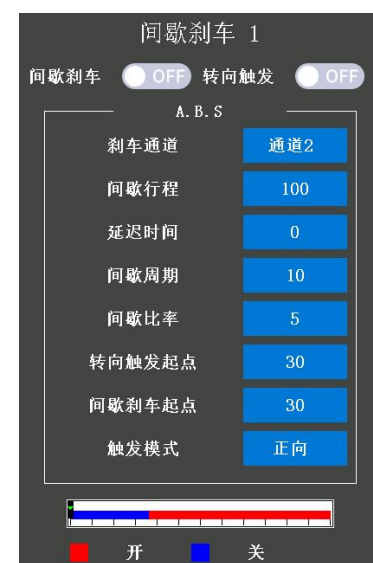 间歇刹车 1
间歇刹车 OFF 转向触发 OFF
A.B.S
刹车通道 通道2
间歇行程 100
延迟时间 0
间歇周期 10
间歇比率 5
转向触发起点 30
间歇刹车起点 30
触发模式 正向
开 关